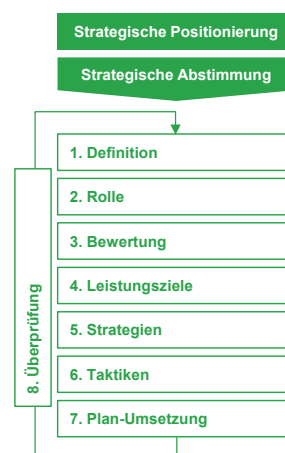 Strategische Positionierung
Strategische Abstimmung
1. Definition
2. Rolle
3. Bewertung
4. Leistungsziele
5. Strategien
6. Taktiken
7. Plan-Umsetzung
8. Überprüfung